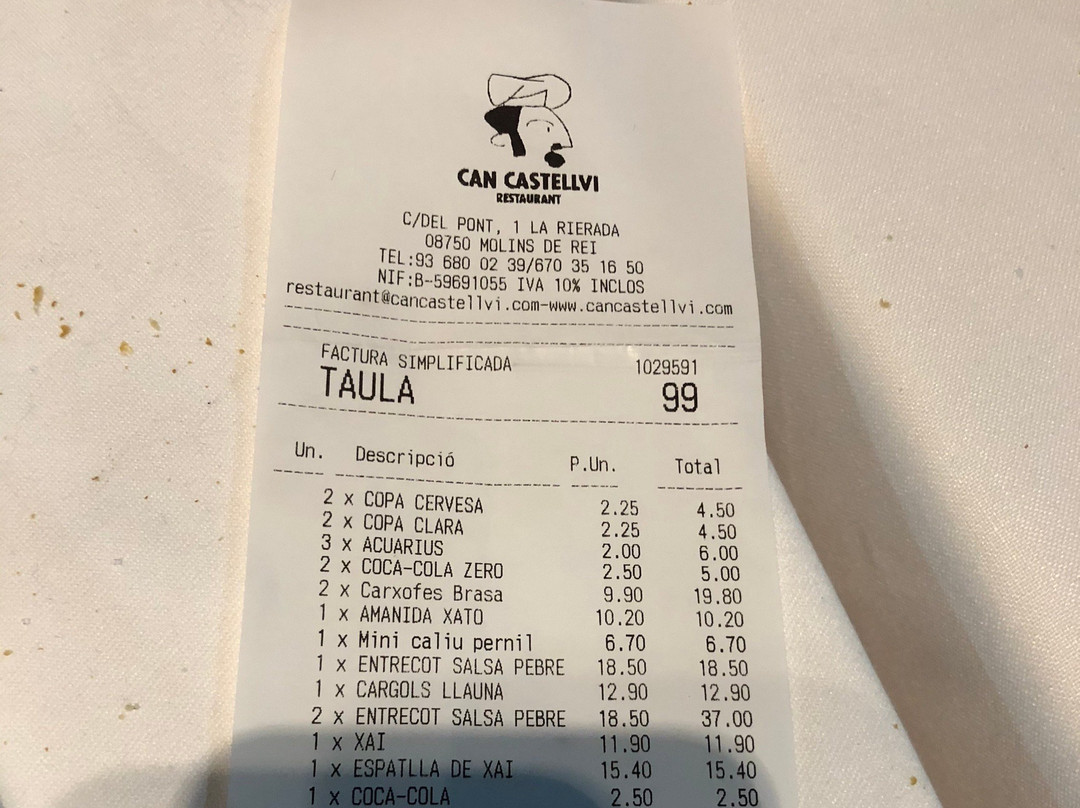 CAN CASTELLVI
RESTAURANT
C/DEL PONT, 1 LA RIERADA
08750 MOLINS DE REI
TEL:93 680 02 39/670 35 16 50
NIF:B-59691055 IVA 10% INCLOS
restaurant@cancastellvi.com-www.cancastellvi.com
FACTURA SIMPLIFICADA 1029591
TAULA 99
Un. Descripció P.Un. Total
2 x COPA CERVESA 2.25 4.50
2 x COPA CLARA 2.25 4.50
3 x ACUARIUS 2.00 6.00
2 x COCA-COLA ZERO 2.50 5.00
2 x Carxofes Brasa 9.90 19.80
1 x AMANIDA XATO 10.20 10.20
1 x Mini caliu pernil 6.70 6.70
1 x ENTRECOT SALSA PEBRE 18.50 18.50
1 x CARGOLS LLAUNA 12.90 12.90
2 x ENTRECOT SALSA PEBRE 18.50 37.00
1 x XAI 11.90 11.90
1 x ESPATLLA DE XAI 15.40 15.40
1 x COCA-COLA 2.50 2.50